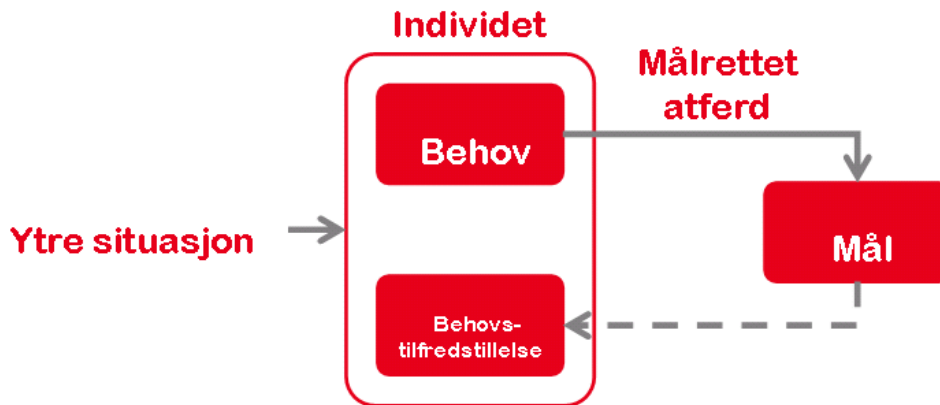 Individet
Målrettet
atferd
Behov
Ytre situasjon
Mål
Behovs-
tilfredstillelse